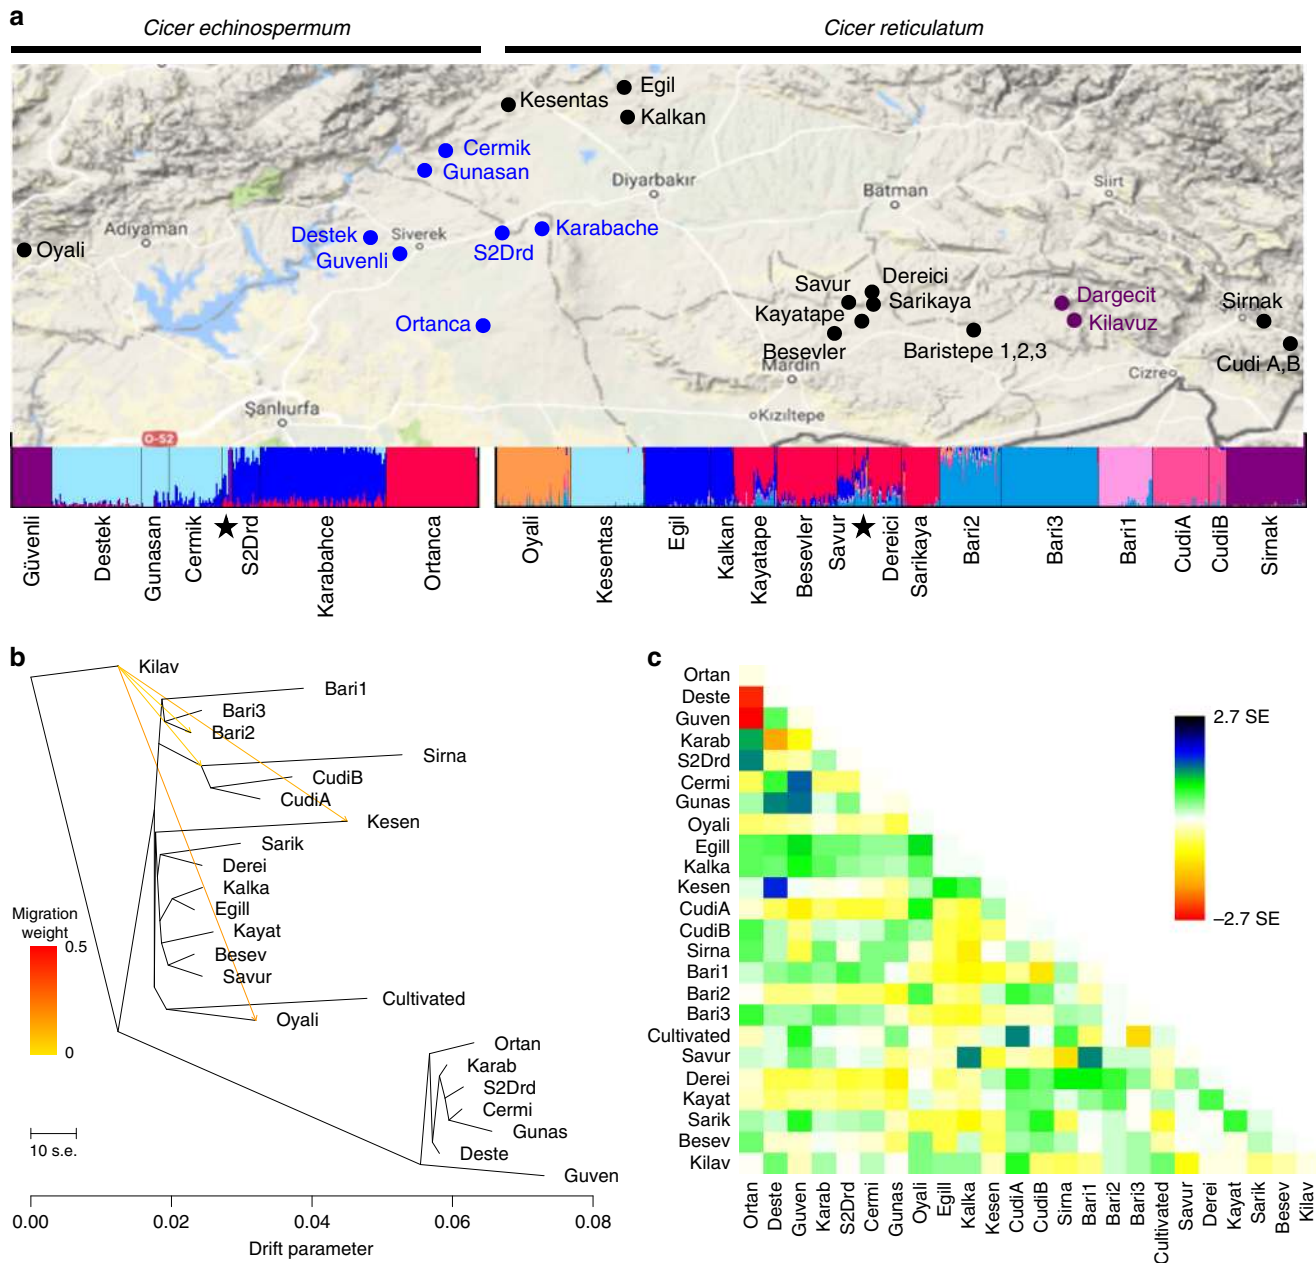 a
Cicer echinospermum
Cicer reticulatum
Egil
Kesentas
Kalkan
Cermik
Gunasan
Diyarbakır
Batman
Siirt
Adıyaman
Destek
Siverek
Karabache
Oyali
Guvenli
S2Drd
Savur
Dereici
Dargecit
Sirnak
Kayatape
Sarikaya
Kilavuz
Ortanca
Besevler
Baristepe 1,2,3
Mardin
Cizre
Cudi A,B
Şanlıurfa
Kızıltepe
O-52
Güvenli
Destek
Gunasan
Cermik
S2Drd
Karabahce
Ortanca
Oyali
Kesentas
Egil
Kalkan
Kayatape
Besevler
Savur
Dereici
Sarikaya
Bari2
Bari3
Bari1
CudiA
CudiB
Sirnak
b
Kilav
Bari1
Bari3
Bari2
Sirna
CudiB
CudiA
Kesen
Sarik
Derei
Kalka
Egill
Kayat
Besev
Savur
Cultivated
Oyali
Ortan
Karab
S2Drd
Cermi
Gunas
Deste
Guven
Migration
weight
0.5
0
10 s.e.
0.00 0.02 0.04 0.06 0.08
Drift parameter
c
Ortan
Deste
Guven
Karab
S2Drd
Cermi
Gunas
Oyali
Egill
Kalka
Kesen
CudiA
CudiB
Sirna
Bari1
Bari2
Bari3
Cultivated
Savur
Derei
Kayat
Sarik
Besev
Kilav
2.7 SE
−2.7 SE
Ortan
Deste
Guven
Karab
S2Drd
Cermi
Gunas
Oyali
Egill
Kalka
Kesen
CudiA
CudiB
Sirna
Bari1
Bari2
Bari3
Cultivated
Savur
Derei
Kayat
Sarik
Besev
Kilav